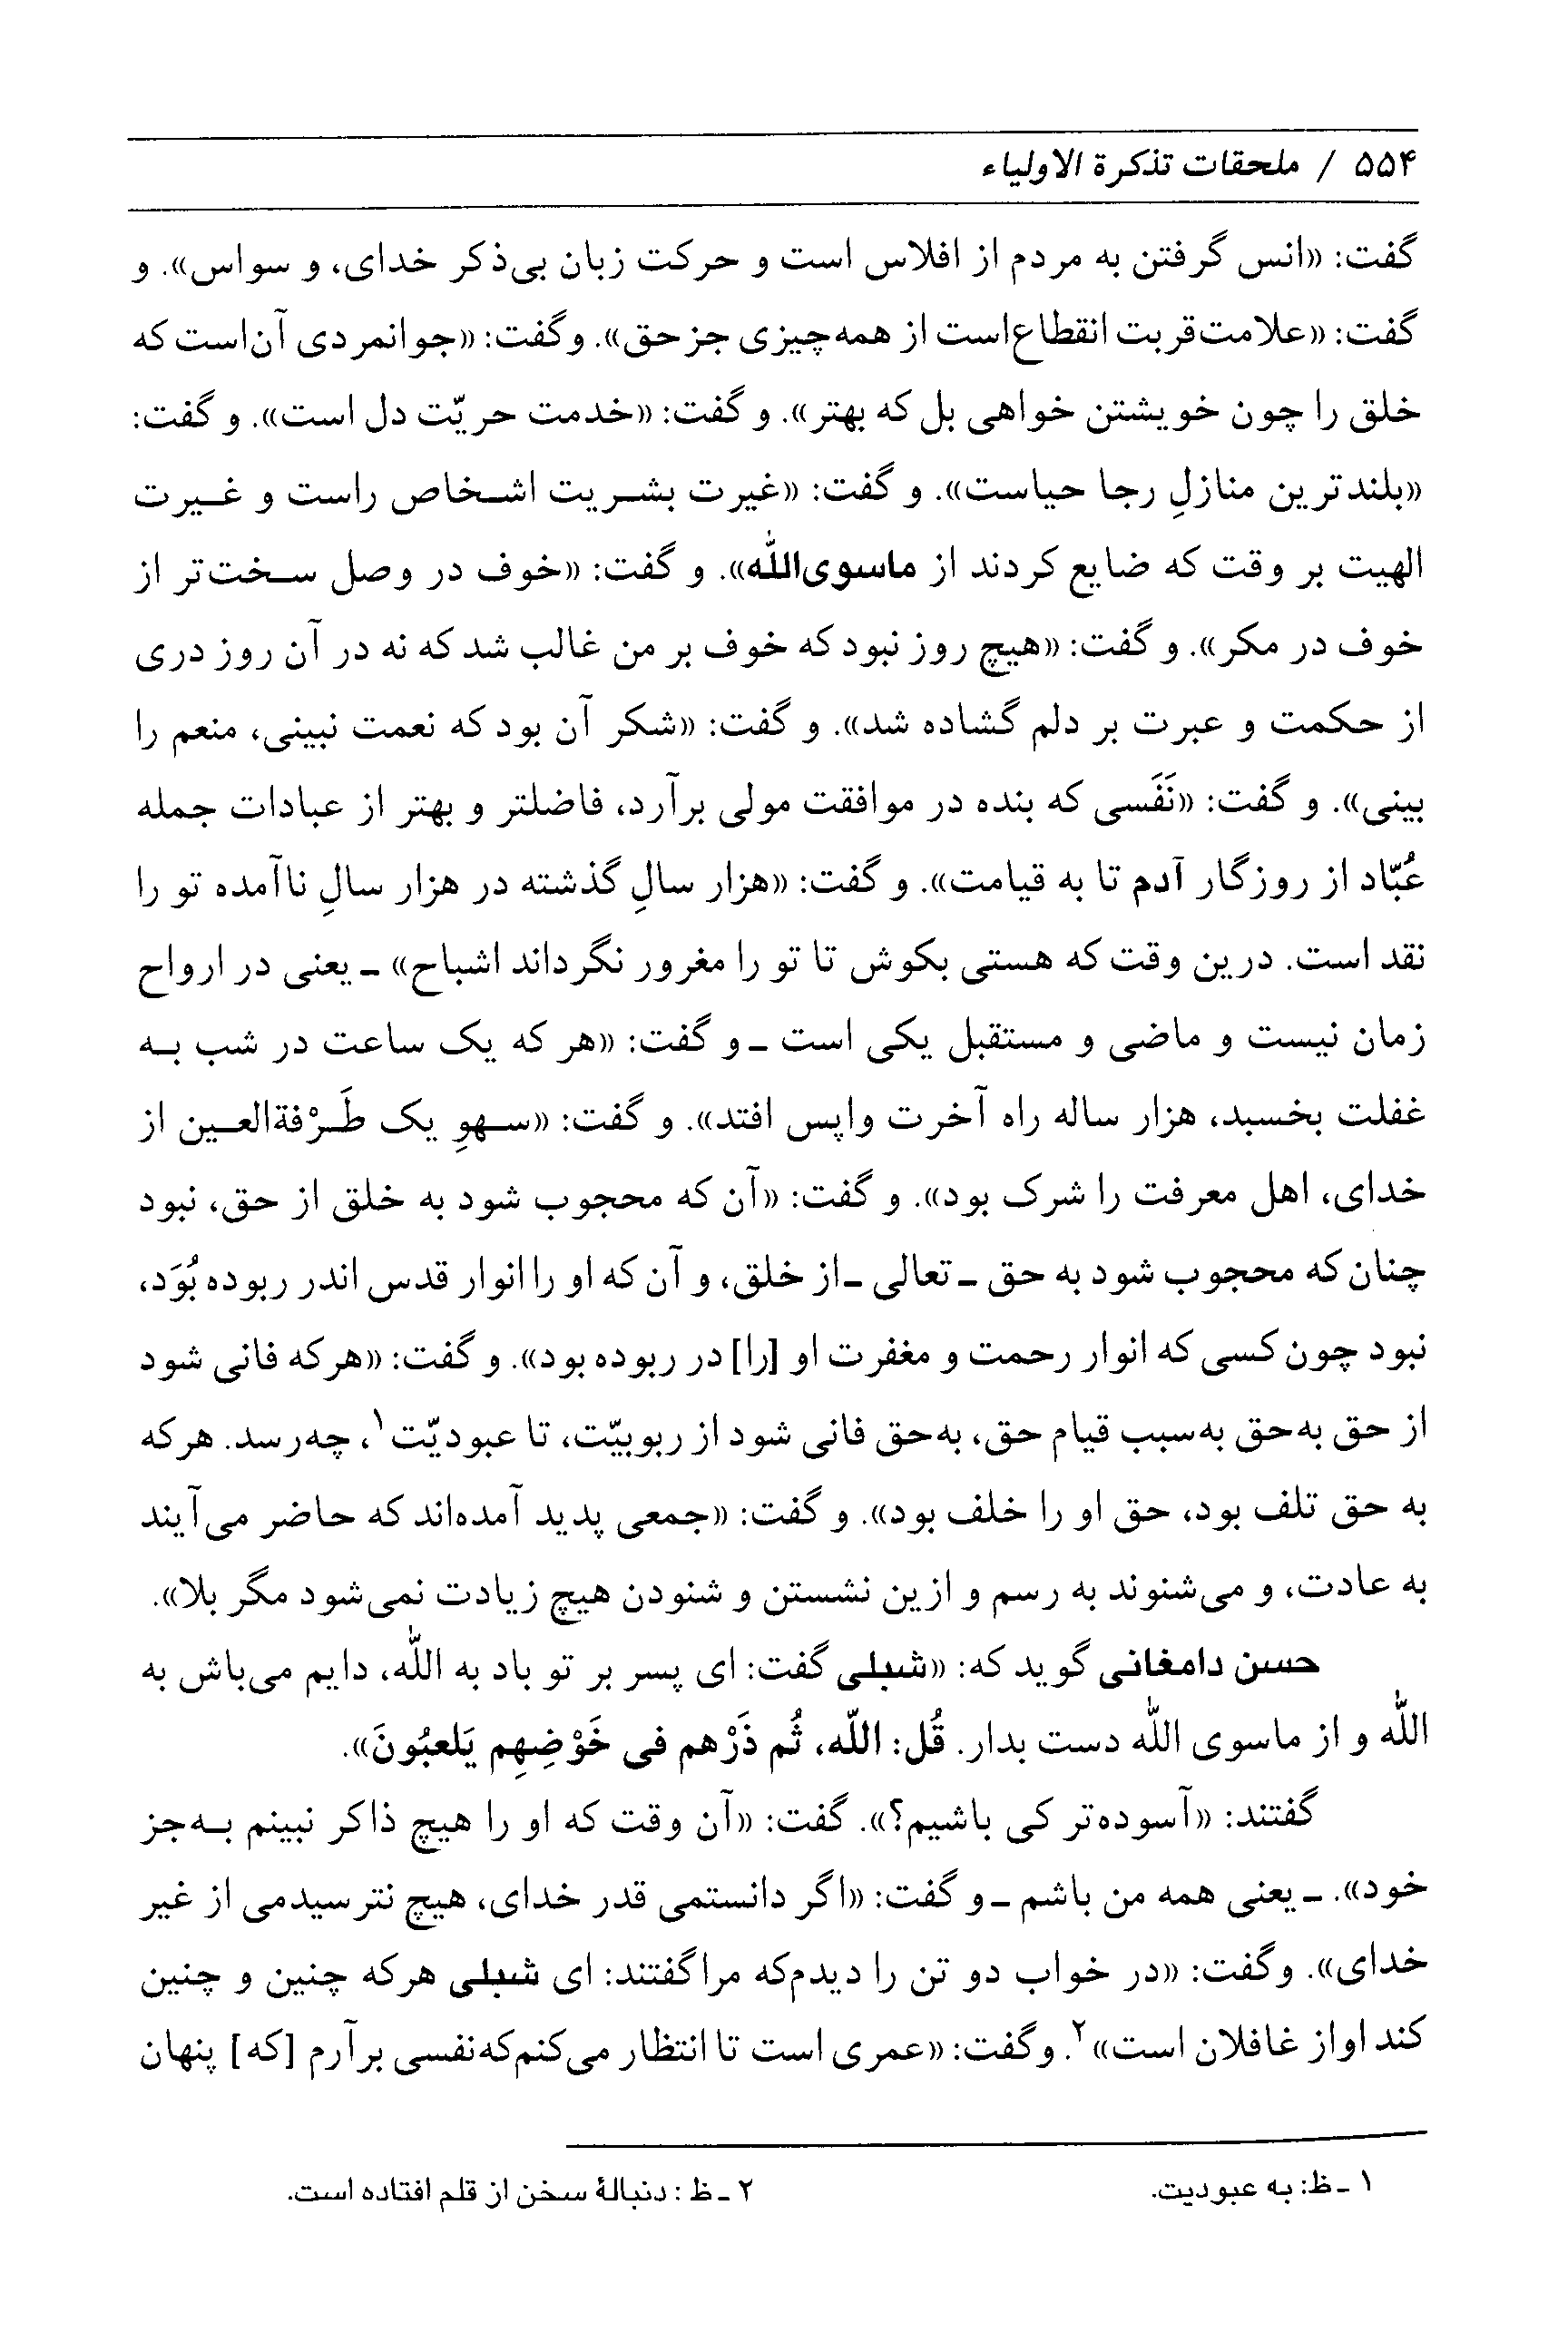 ۵۵۴ / ملحقات تذکرة الاولیاء
گفت: «انس گرفتن به مردم از افلاس است و حرکت زبان بی‌ذکر خدای، و سواس». و
گفت: «علامت قربت انقطاع است از همه چیزی جز حق». و گفت: «جوانمردی آن است که
خلق را چون خویشتن خواهی بل که بهتر». و گفت: «خدمت حریّت دل است». و گفت:
«بلندترین منازلِ رجا حیاست». و گفت: «غیرت بشریت اشخاص راست و غیرت
الهیت بر وقت که ضایع کردند از ماسوی‌اللّه». و گفت: «خوف در وصل سخت‌تر از
خوف در مکر». و گفت: «هیچ روز نبود که خوف بر من غالب شد که نه در آن روز دری
از حکمت و عبرت بر دلم گشاده شد». و گفت: «شکر آن بود که نعمت نبینی، منعم را
بینی». و گفت: «نَفَسی که بنده در موافقت مولی برآرد، فاضلتر و بهتر از عبادات جمله
عُبّاد از روزگار آدم تا به قیامت». و گفت: «هزار سالِ گذشته در هزار سالِ ناآمده تو را
نقد است. درین وقت که هستی بکوش تا تو را مغرور نگرداند اشباح» ـ یعنی در ارواح
زمان نیست و ماضی و مستقبل یکی است ـ و گفت: «هر که یک ساعت در شب به
غفلت بخسبد، هزار ساله راه آخرت واپس افتد». و گفت: «سهوِ یک طَرْفة‌العین از
خدای، اهل معرفت را شرک بود». و گفت: «آن که محجوب شود به خلق از حق، نبود
چنان که محجوب شود به حق ـ تعالی ـ از خلق، و آن که او را انوار قدس اندر ربوده بُوَد،
نبود چون کسی که انوار رحمت و مغفرت او [را] در ربوده بود». و گفت: «هرکه فانی شود
از حق به‌حق به‌سبب قیام حق، به‌حق فانی شود از ربوبیّت، تا عبودیّت۱، چه‌رسد. هرکه
به حق تلف بود، حق او را خلف بود». و گفت: «جمعی پدید آمده‌اند که حاضر می‌آیند
به عادت، و می‌شنوند به رسم و ازین نشستن و شنودن هیچ زیادت نمی‌شود مگر بلا».
حسن دامغانی گوید که: «شبلی گفت: ای پسر بر تو باد به اللّه، دایم می‌باش به
اللّه و از ماسوی اللّه دست بدار. قُل: اللّه، ثُم ذَرْهم فی خَوْضِهِم یَلعبُونَ».
گفتند: «آسوده‌تر کی باشیم؟». گفت: «آن وقت که او را هیچ ذاکر نبینم به‌جز
خود». ـ یعنی همه من باشم ـ و گفت: «اگر دانستمی قدر خدای، هیچ نترسیدمی از غیر
خدای». و گفت: «در خواب دو تن را دیدم که مرا گفتند: ای شبلی هرکه چنین و چنین
کند او از غافلان است»۲. و گفت: «عمری است تا انتظار می‌کنم که نفسی برآرم [که] پنهان
۱ ـ ظ: به عبودیت.
۲ ـ ظ: دنبالهٔ سخن از قلم افتاده است.